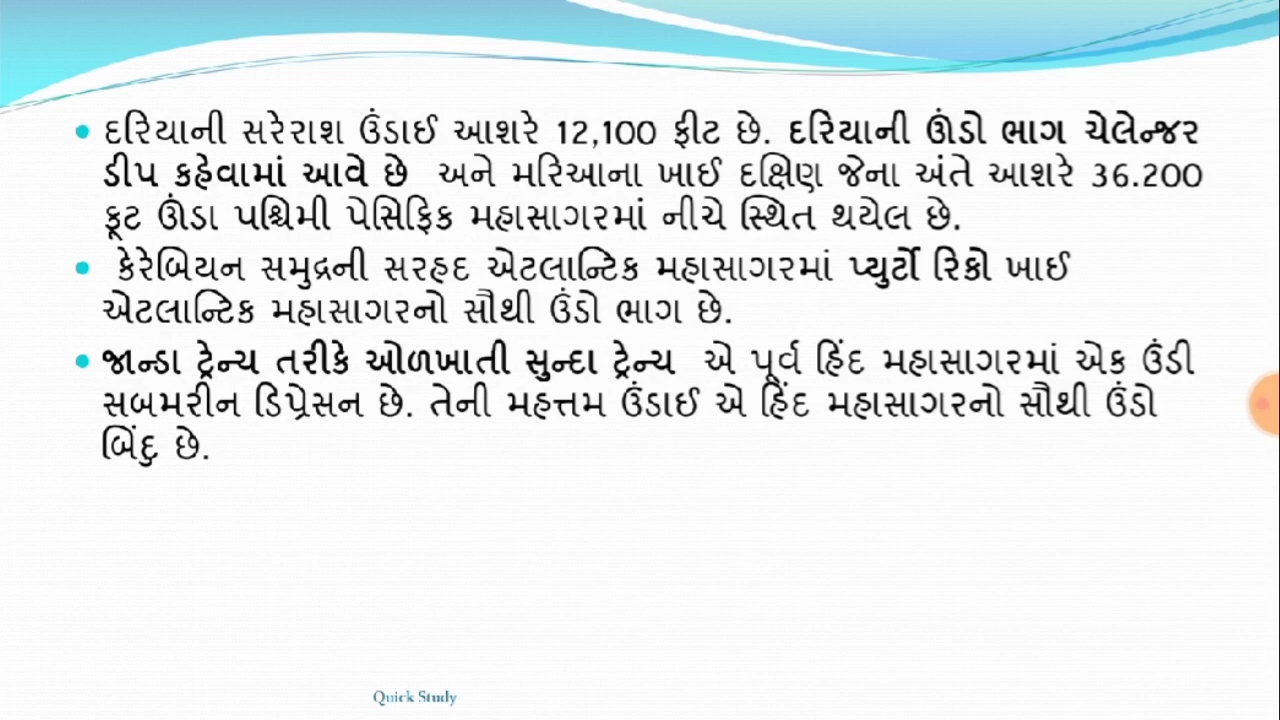 • દરિયાની સરેરાશ ઉંડાઈ આશરે 12,100 ફીટ છે. દરિયાની ઊંડો ભાગ ચેલેન્જર
ડીપ કહેવામાં આવે છે અને મરિઆના ખાઈ દક્ષિણ જેના અંતે આશરે 36.200
ફૂટ ઊંડા પશ્ચિમી પેસિફિક મહાસાગરમાં નીચે સ્થિત થયેલ છે.
• કેરેબિયન સમુદ્રની સરહદ એટલાન્ટિક મહાસાગરમાં પ્યુર્ટો રિકો ખાઈ
એટલાન્ટિક મહાસાગરનો સૌથી ઉંડો ભાગ છે.
• જાન્ડા ટ્રેન્ચ તરીકે ઓળખાતી સુન્દા ટ્રેન્ચ એ પૂર્વ હિંદ મહાસાગરમાં એક ઉંડી
સબમરીન ડિપ્રેસન છે. તેની મહત્તમ ઉંડાઈ એ હિંદ મહાસાગરનો સૌથી ઉંડો
બિંદુ છે.
Quick Study